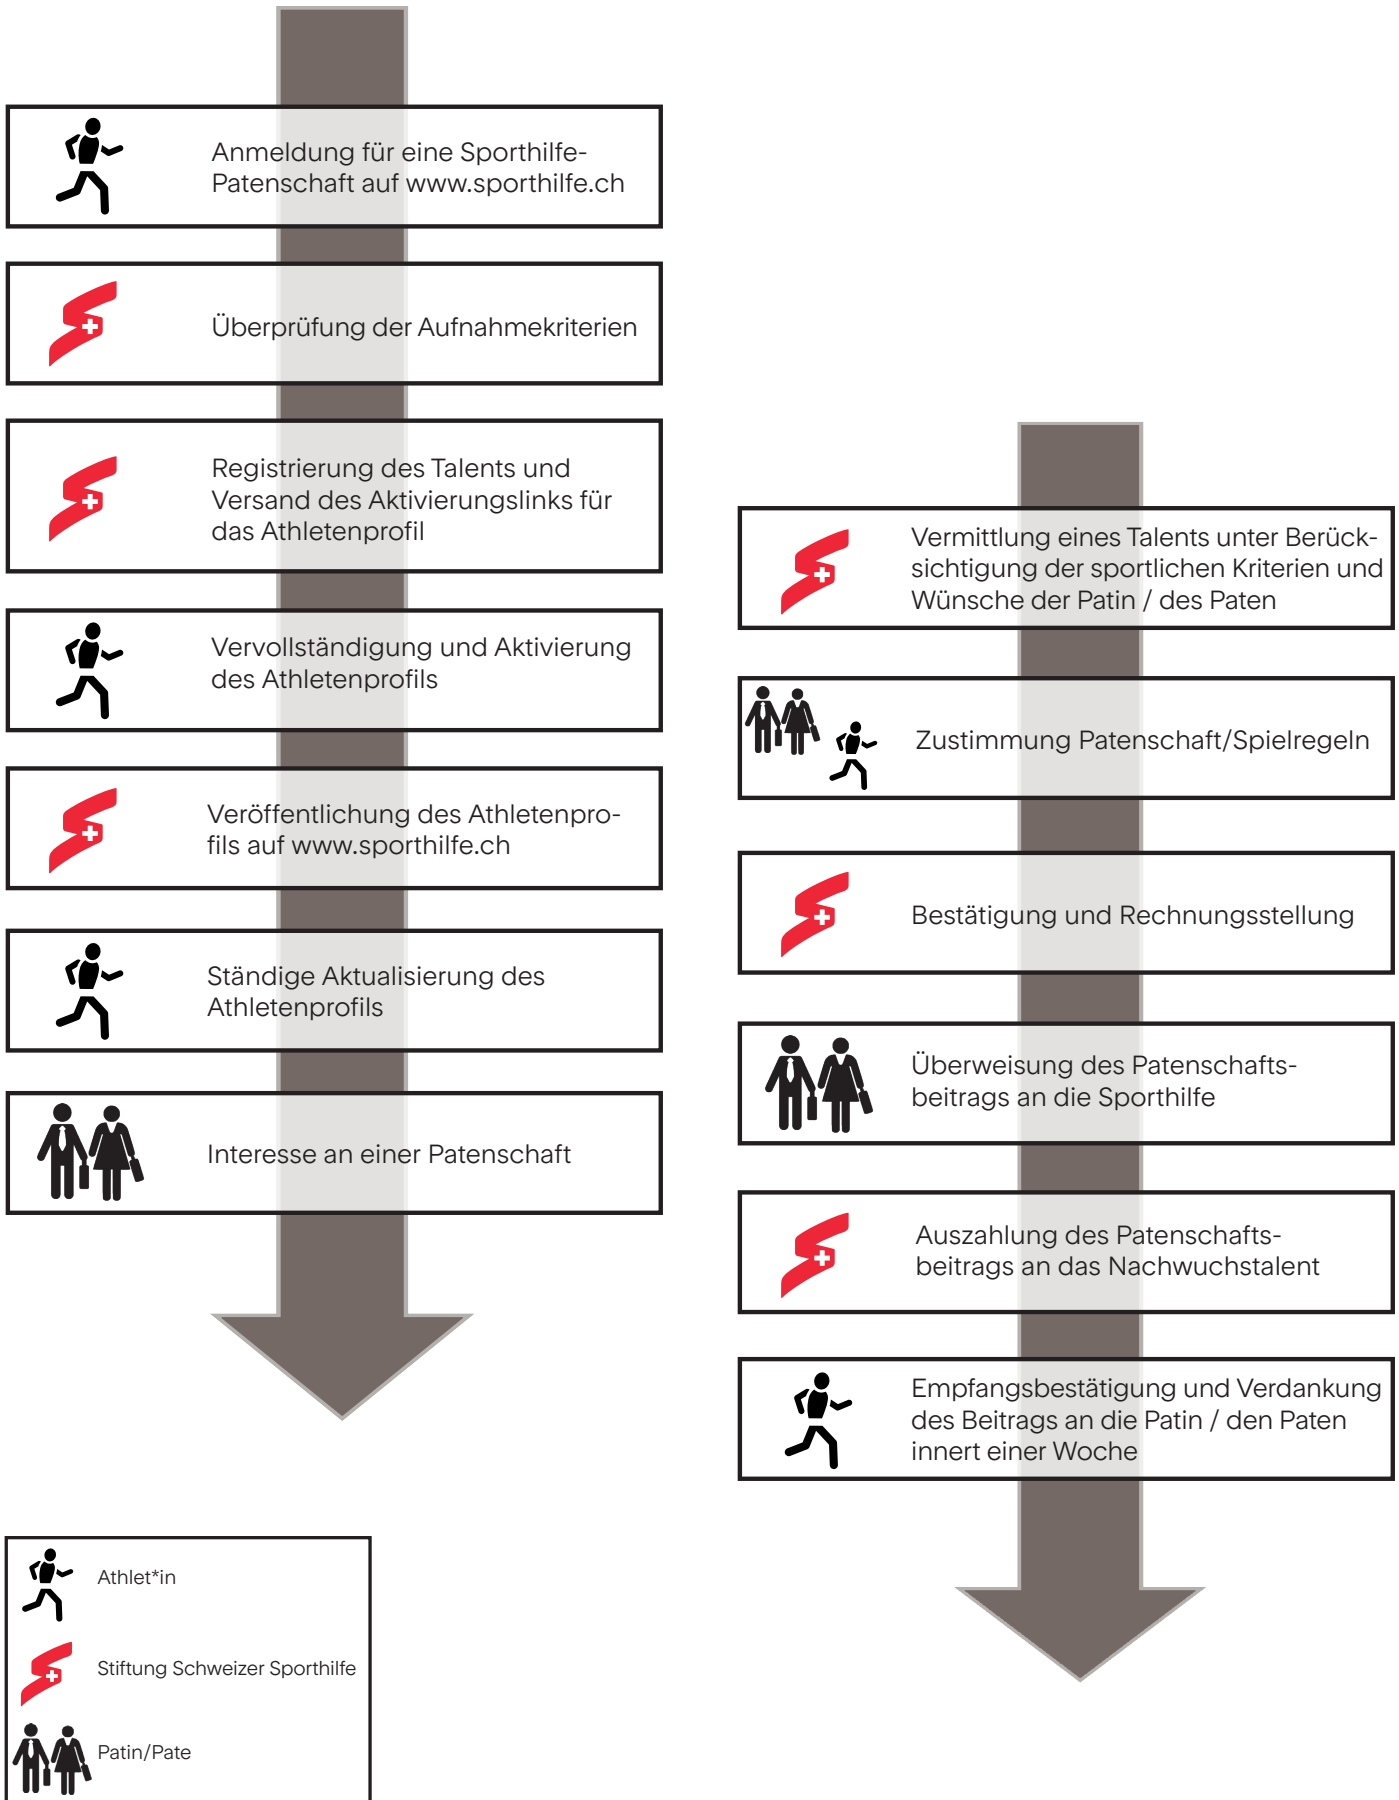 Anmeldung für eine Sporthilfe-
Patenschaft auf www.sporthilfe.ch
Überprüfung der Aufnahmekriterien
Registrierung des Talents und
Versand des Aktivierungslinks für
das Athletenprofil
Vervollständigung und Aktivierung
des Athletenprofils
Veröffentlichung des Athletenpro-
fils auf www.sporthilfe.ch
Ständige Aktualisierung des
Athletenprofils
Interesse an einer Patenschaft
Vermittlung eines Talents unter Berück-
sichtigung der sportlichen Kriterien und
Wünsche der Patin / des Paten
Zustimmung Patenschaft/Spielregeln
Bestätigung und Rechnungsstellung
Überweisung des Patenschafts-
beitrags an die Sporthilfe
Auszahlung des Patenschafts-
beitrags an das Nachwuchstalent
Empfangsbestätigung und Verdankung
des Beitrags an die Patin / den Paten
innert einer Woche
Athlet*in
Stiftung Schweizer Sporthilfe
Patin/Pate